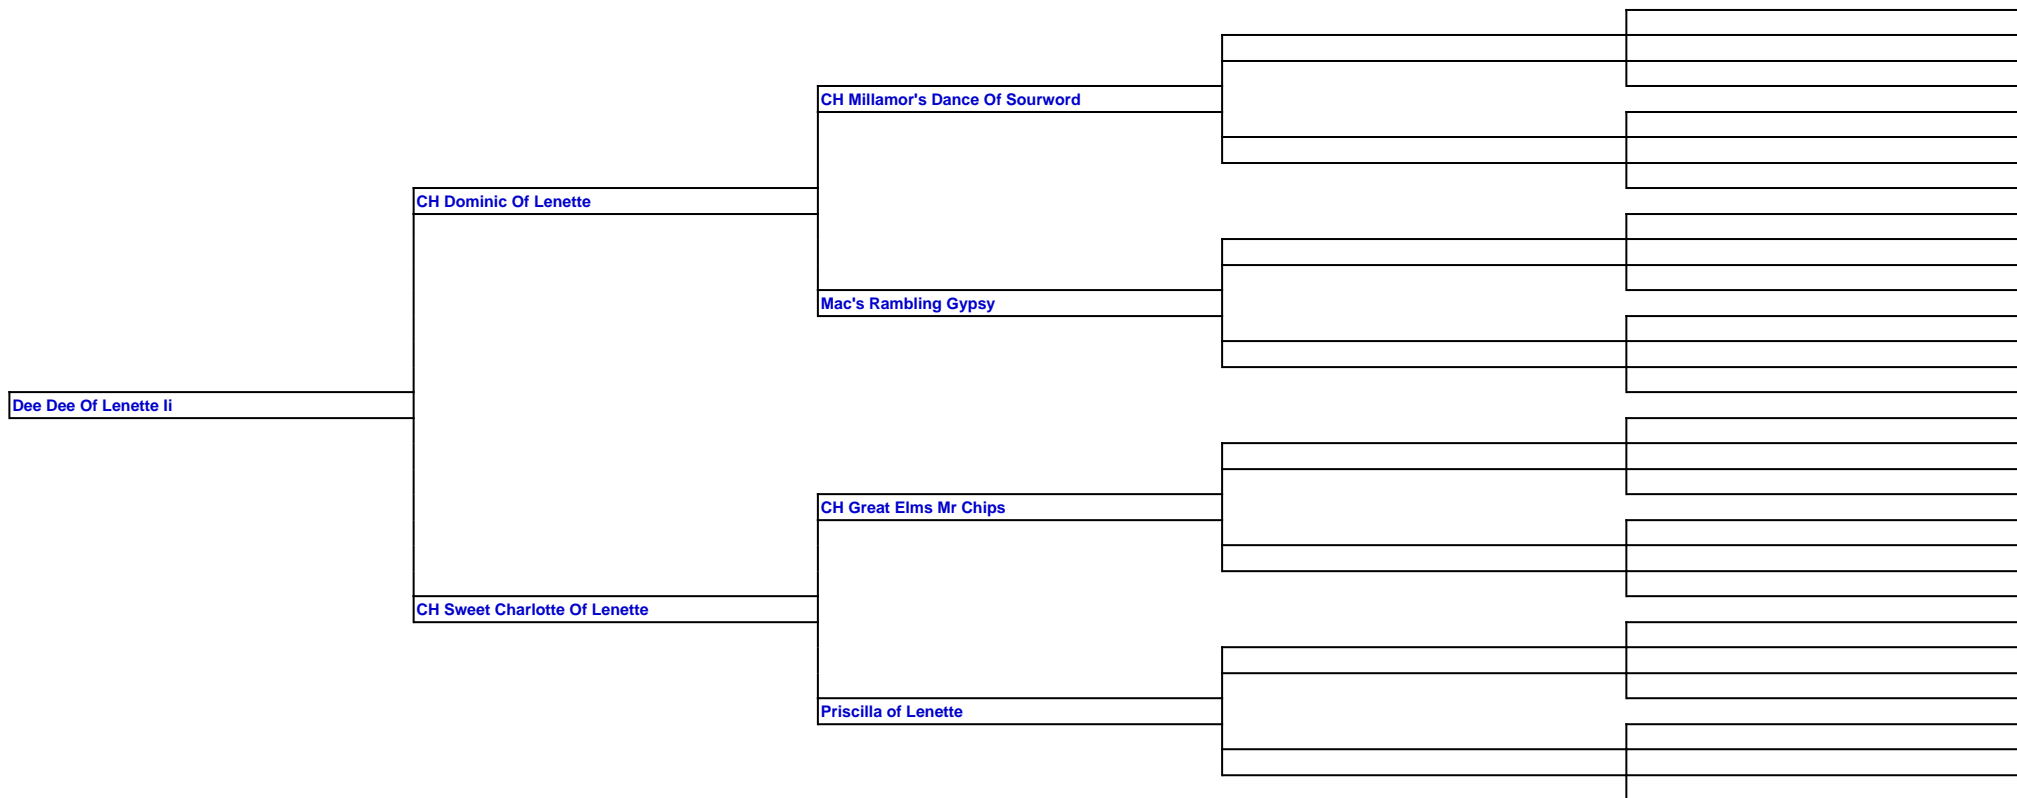 CH Millamor's Dance Of Sourword
CH Dominic Of Lenette
Mac's Rambling Gypsy
Dee Dee Of Lenette Ii
CH Great Elms Mr Chips
CH Sweet Charlotte Of Lenette
Priscilla of Lenette